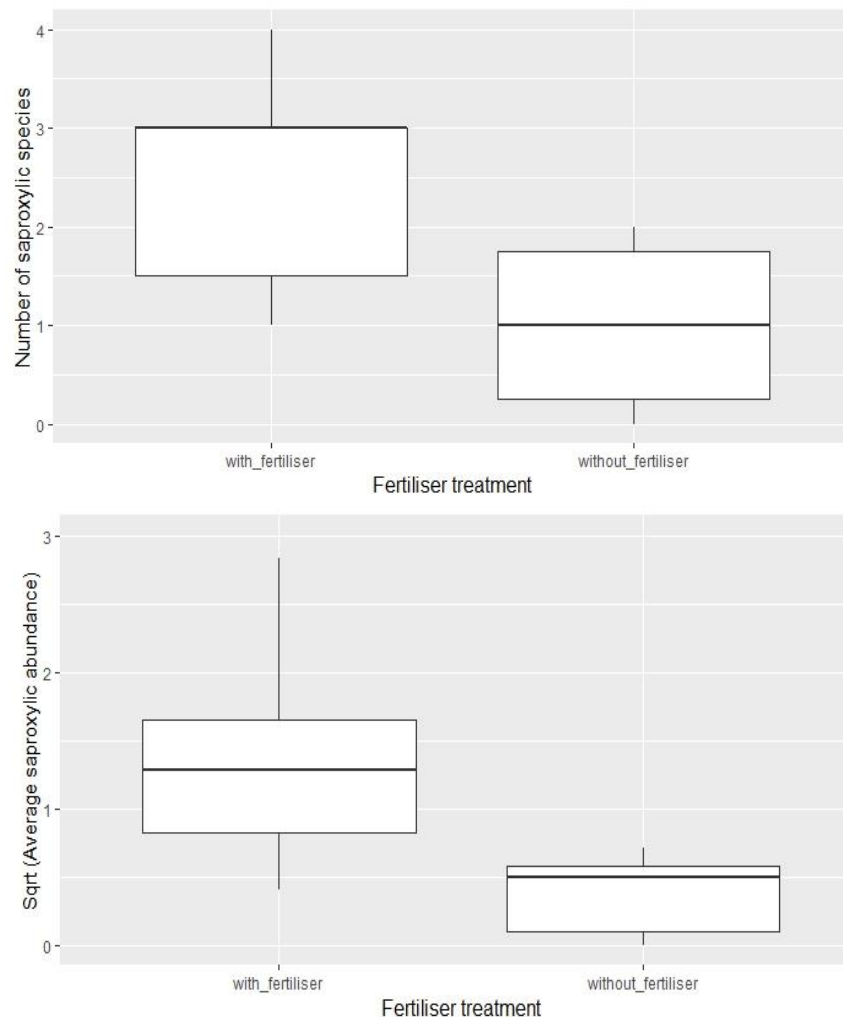 Number of saproxylic species
4
3
2
1
0
with_fertiliser without_fertiliser
Fertiliser treatment
Sqrt (Average saproxylic abundance)
3
2
1
0
with_fertiliser without_fertiliser
Fertiliser treatment